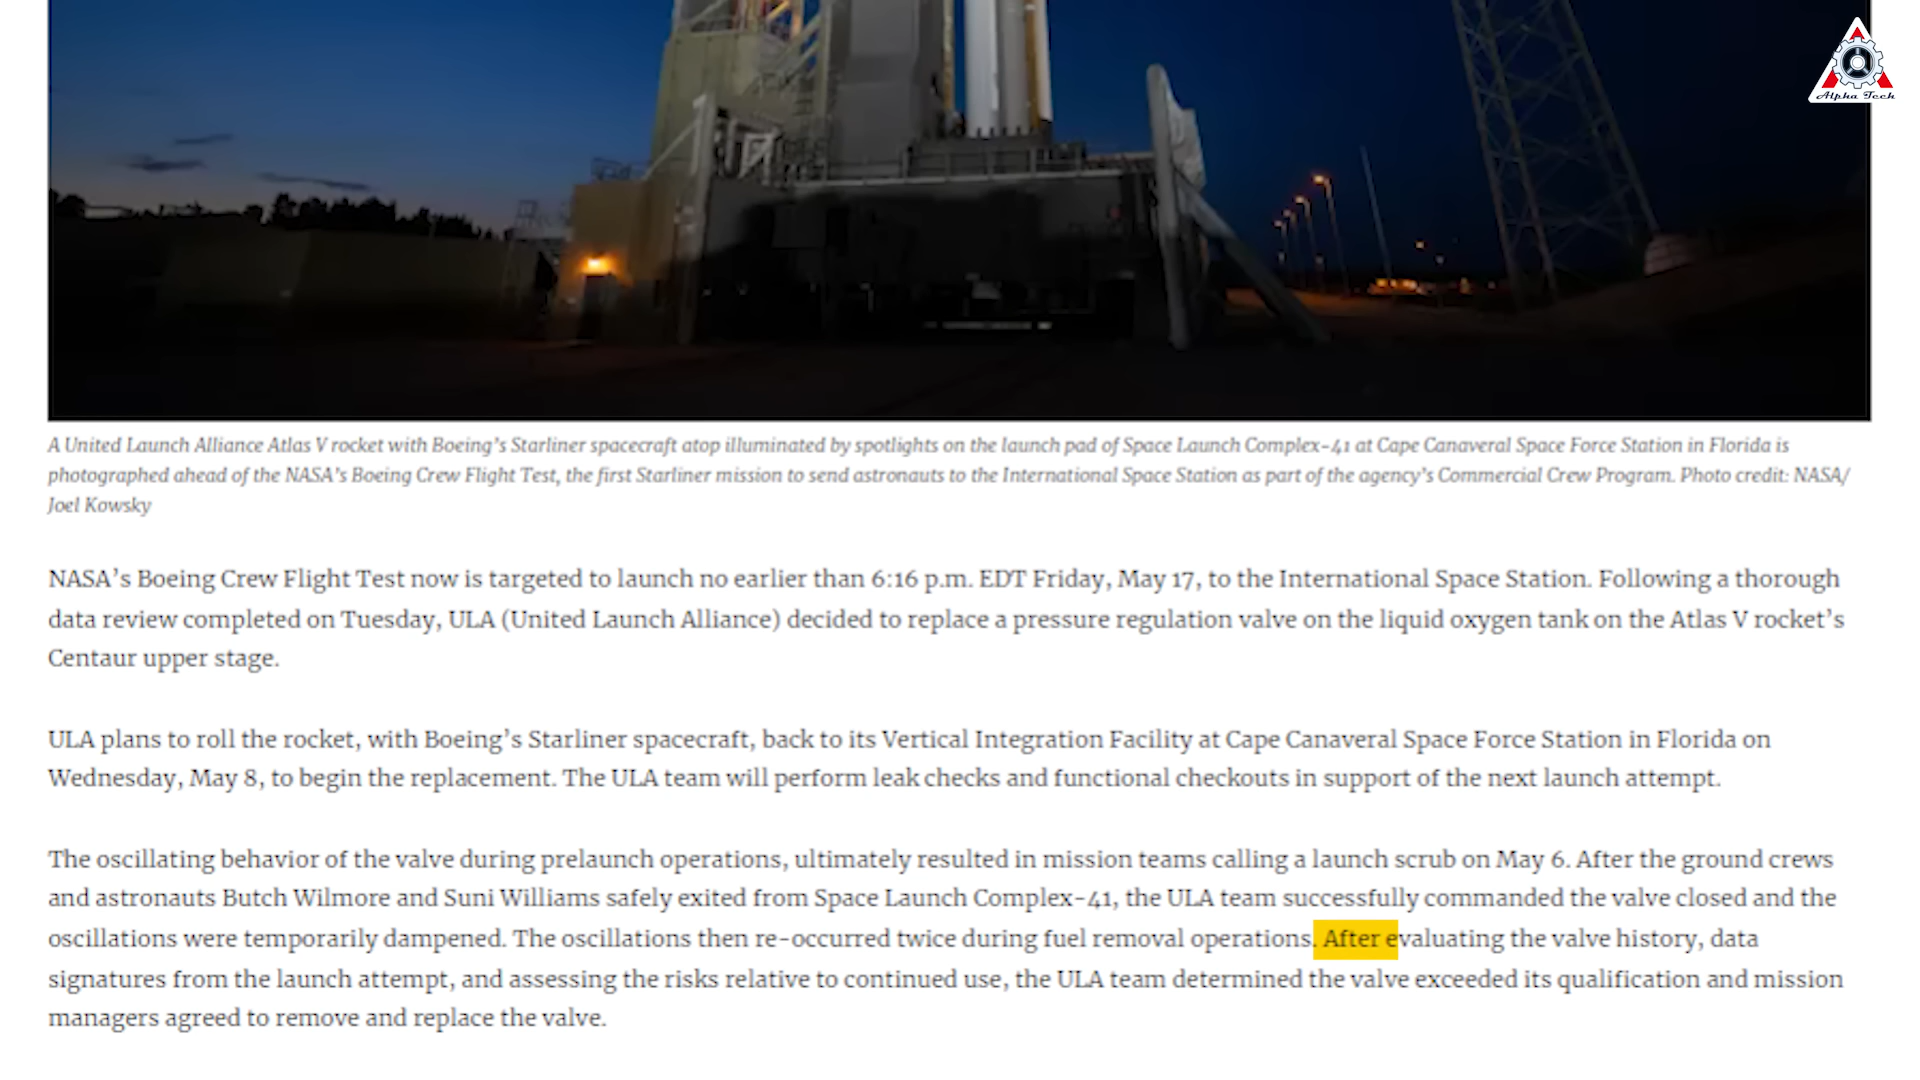 Alpha Tech
A United Launch Alliance Atlas V rocket with Boeing’s Starliner spacecraft atop illuminated by spotlights on the launch pad of Space Launch Complex-41 at Cape Canaveral Space Force Station in Florida is
photographed ahead of the NASA’s Boeing Crew Flight Test, the first Starliner mission to send astronauts to the International Space Station as part of the agency’s Commercial Crew Program. Photo credit: NASA/
Joel Kowsky
NASA’s Boeing Crew Flight Test now is targeted to launch no earlier than 6:16 p.m. EDT Friday, May 17, to the International Space Station. Following a thorough
data review completed on Tuesday, ULA (United Launch Alliance) decided to replace a pressure regulation valve on the liquid oxygen tank on the Atlas V rocket’s
Centaur upper stage.
ULA plans to roll the rocket, with Boeing’s Starliner spacecraft, back to its Vertical Integration Facility at Cape Canaveral Space Force Station in Florida on
Wednesday, May 8, to begin the replacement. The ULA team will perform leak checks and functional checkouts in support of the next launch attempt.
The oscillating behavior of the valve during prelaunch operations, ultimately resulted in mission teams calling a launch scrub on May 6. After the ground crews
and astronauts Butch Wilmore and Suni Williams safely exited from Space Launch Complex-41, the ULA team successfully commanded the valve closed and the
oscillations were temporarily dampened. The oscillations then re-occurred twice during fuel removal operations. After evaluating the valve history, data
signatures from the launch attempt, and assessing the risks relative to continued use, the ULA team determined the valve exceeded its qualification and mission
managers agreed to remove and replace the valve.